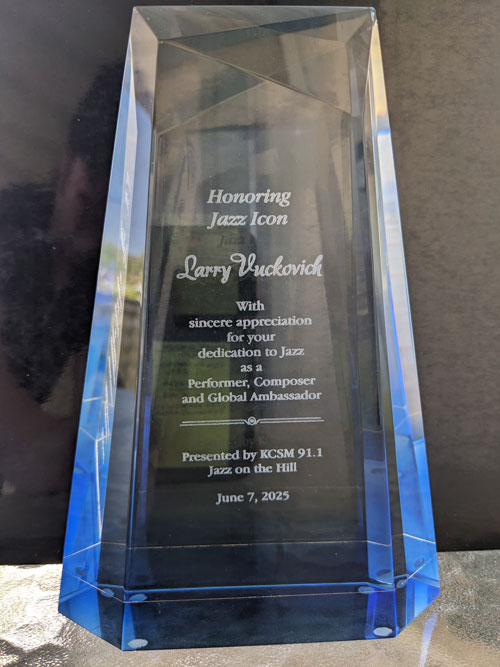 Honoring
Jazz Icon
Larry Vuckovich
With
sincere appreciation
for your
dedication to Jazz
as a
Performer, Composer
and Global Ambassador
Presented by KCSM 91.1
Jazz on the Hill
June 7, 2025